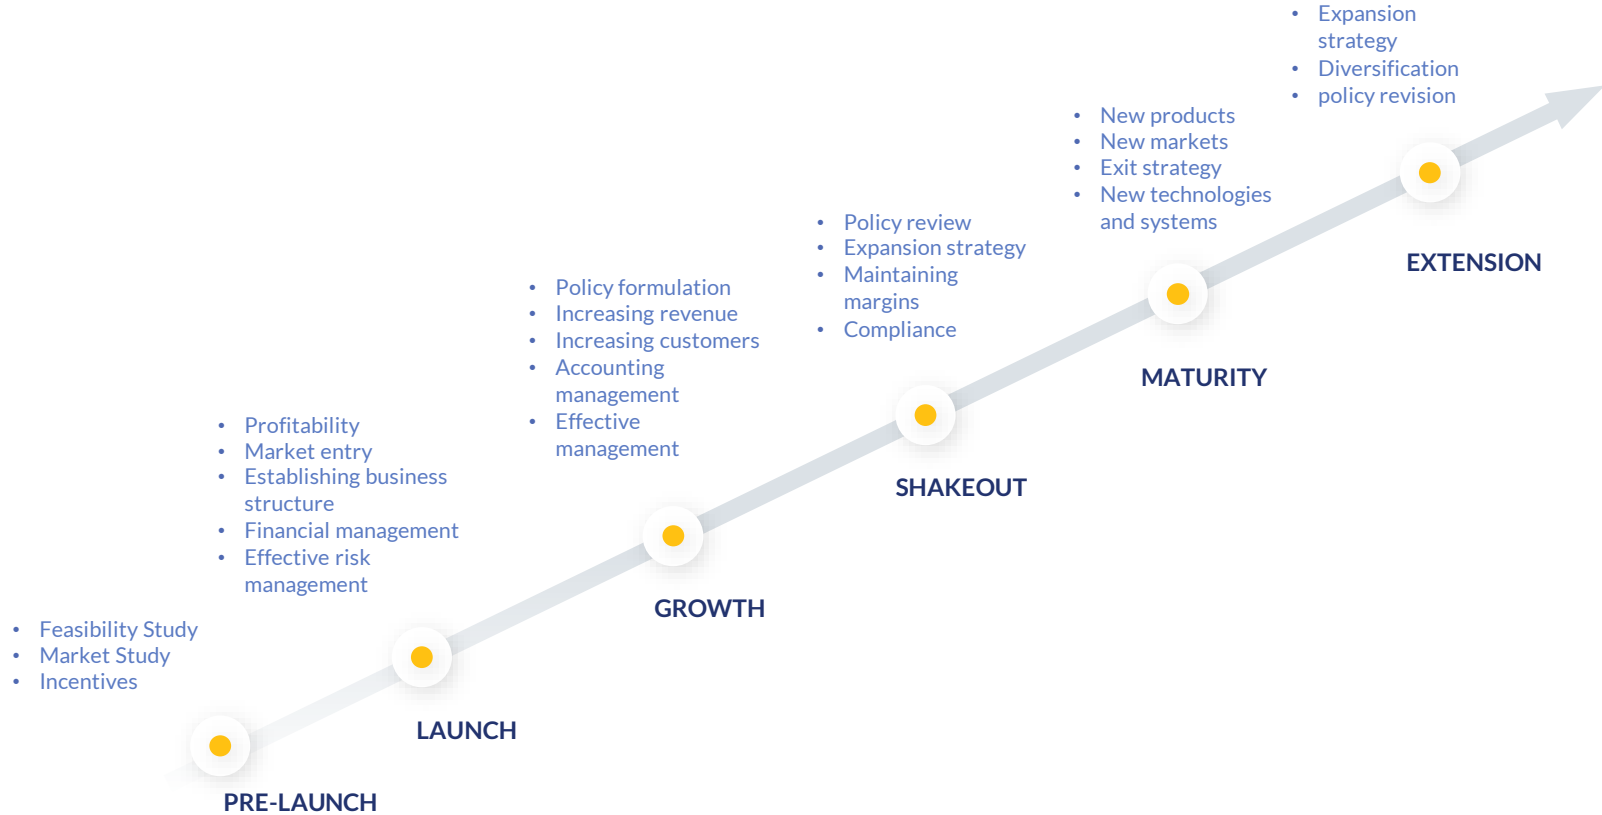 • Feasibility Study
• Market Study
• Incentives
PRE-LAUNCH
• Profitability
• Market entry
• Establishing business
structure
• Financial management
• Effective risk
management
LAUNCH
• Policy formulation
• Increasing revenue
• Increasing customers
• Accounting
management
• Effective
management
GROWTH
• Policy review
• Expansion strategy
• Maintaining
margins
• Compliance
SHAKEOUT
• New products
• New markets
• Exit strategy
• New technologies
and systems
MATURITY
• Expansion
strategy
• Diversification
• policy revision
EXTENSION